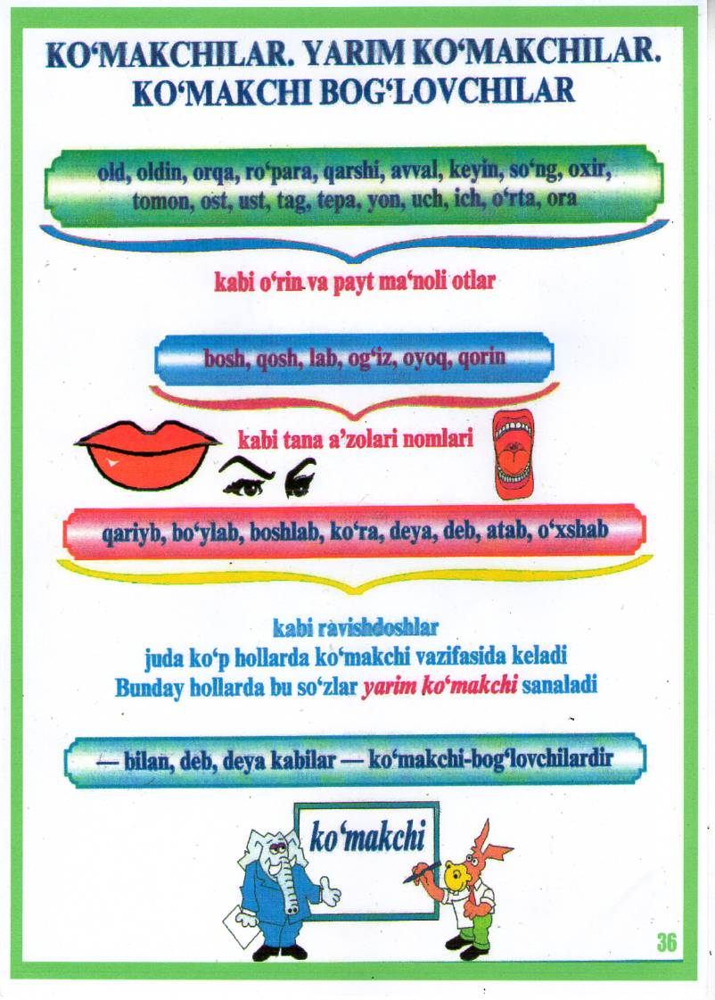 KO‘MAKCHILAR. YARIM KO‘MAKCHILAR.
KO‘MAKCHI BOG‘LOVCHILAR
old, oldin, orqa, ro‘para, qarshi, avval, keyin, so‘ng, oxir,
tomon, ost, ust, tag, tepa, yon, uch, ich, o‘rta, ora
kabi o‘rin va payt ma‘noli otlar
bosh, qosh, lab, og‘iz, oyoq, qorin
kabi tana a’zolari nomlari
qariyb, bo‘ylab, boshlab, ko‘ra, deya, deb, atab, o‘xshab
kabi ravishdoshlar
juda ko‘p hollarda ko‘makchi vazifasida keladi
Bunday hollarda bu so‘zlar yarim ko‘makchi sanaladi
— bilan, deb, deya kabilar — ko‘makchi-bog‘lovchilardir
ko‘makchi
36